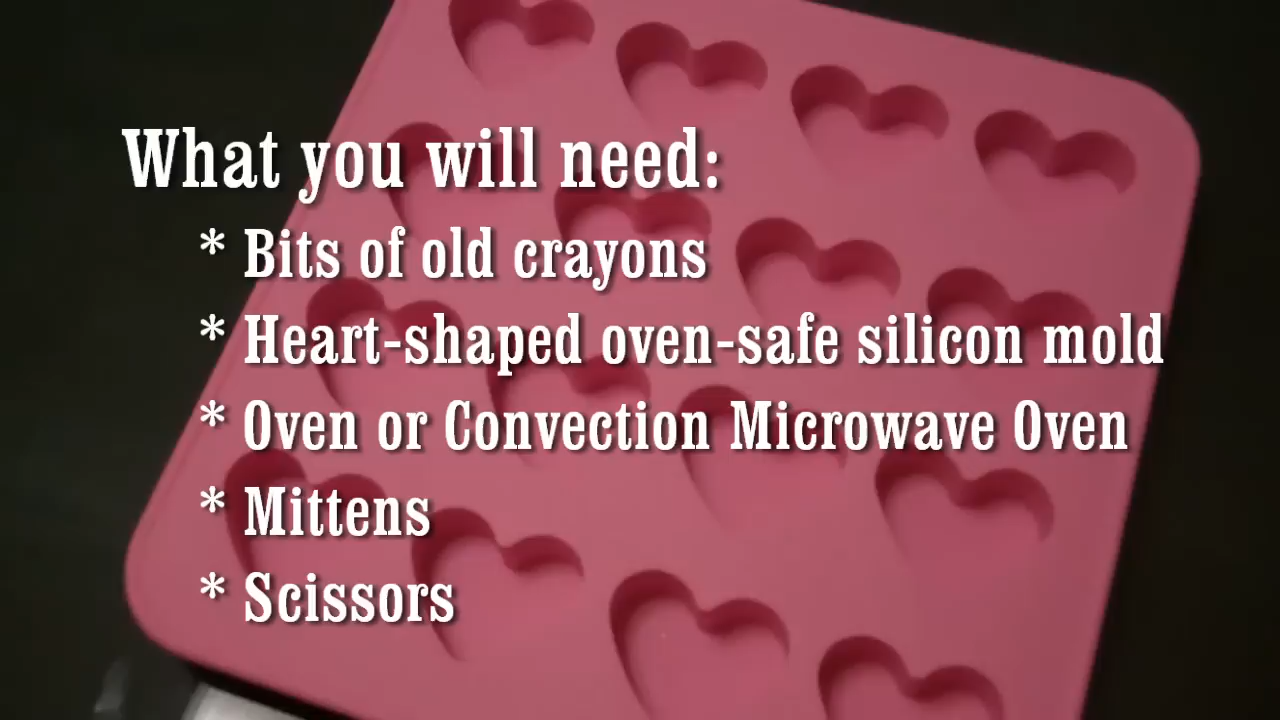 What you will need:
* Bits of old crayons
* Heart-shaped oven-safe silicon mold
* Oven or Convection Microwave Oven
* Mittens
* Scissors